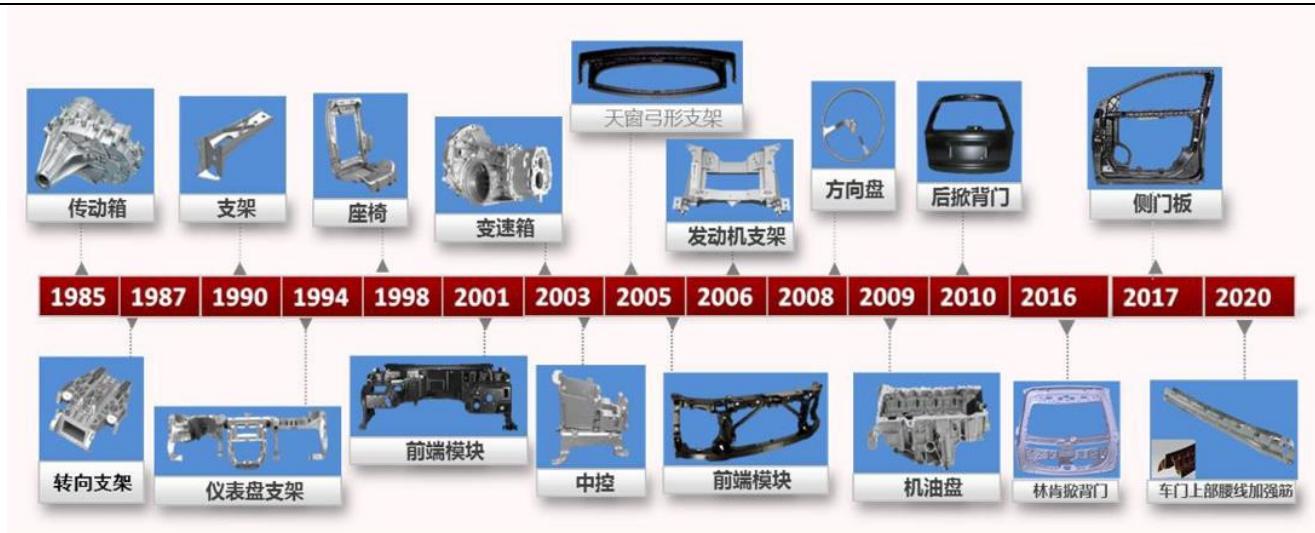 天窗弓形支架
传动箱
支架
座椅
变速箱
发动机支架
方向盘
后掀背门
侧门板
1985 1987 1990 1994 1998 2001 2003 2005 2006 2008 2009 2010 2016 2017 2020
转向支架
仪表盘支架
前端模块
中控
前端模块
机油盘
林肯掀背门
车门上部腰线加强筋